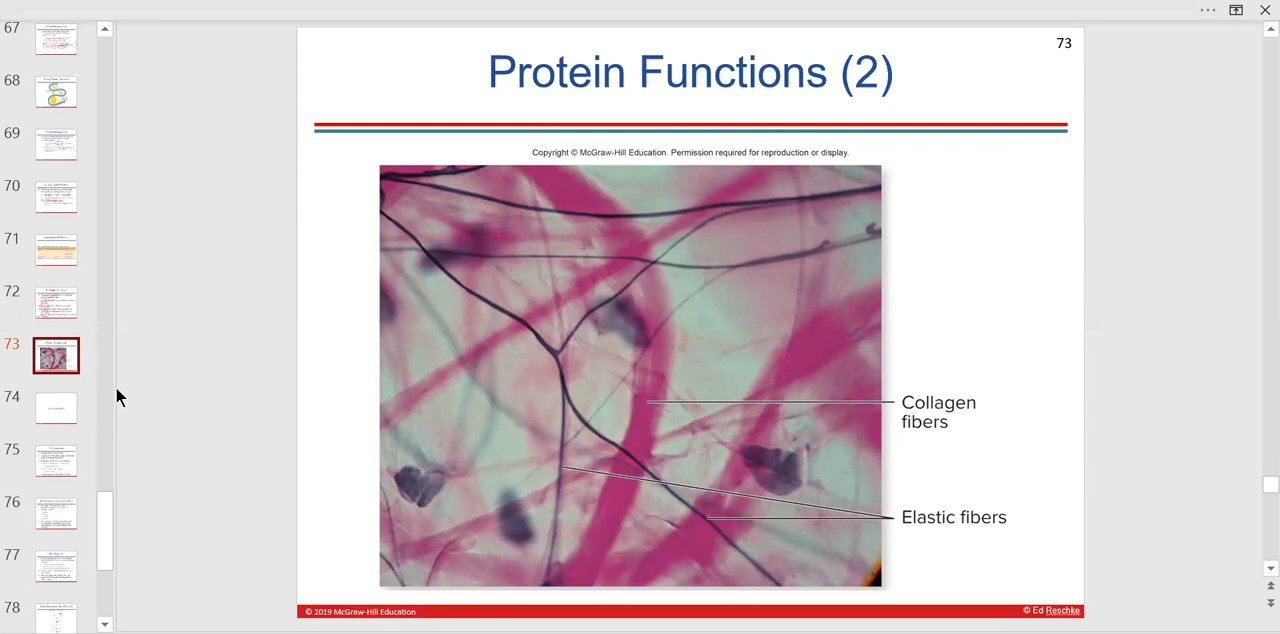 67
68
69
70
71
72
73
74
75
76
77
78
73
Protein Functions (2)
Copyright © McGraw-Hill Education. Permission required for reproduction or display.
Collagen
fibers
Elastic fibers
© 2019 McGraw-Hill Education
© Ed Reschke